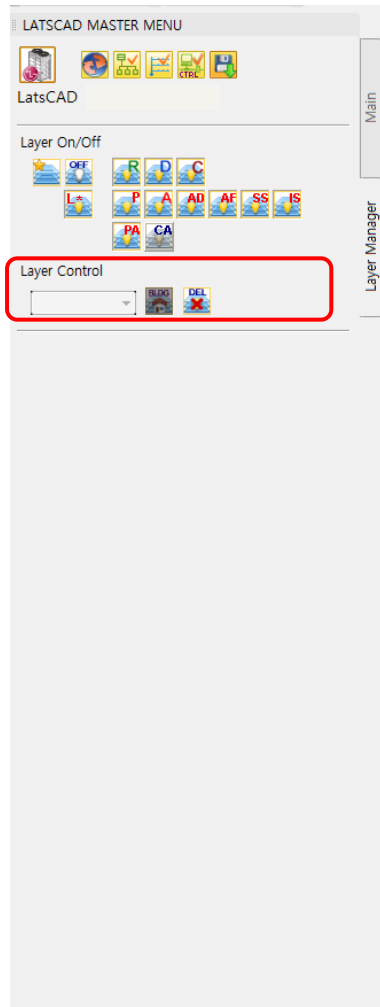 LATSCAD MASTER MENU
CTRL
LatsCAD
Main
Layer On/Off
OFF R D C
L* P A AD AF SS IS
PA CA
Layer Manager
Layer Control
BLDG DEL